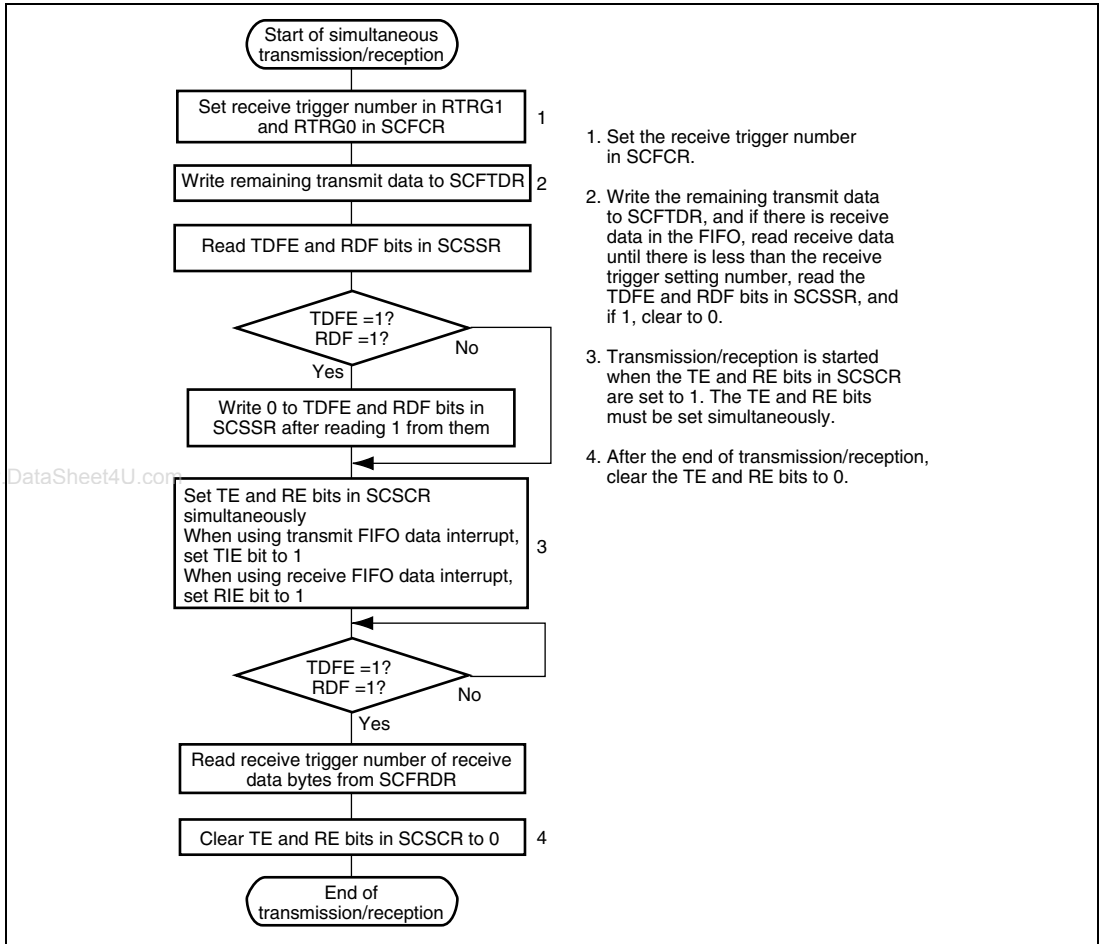 Start of simultaneous
transmission/reception
Set receive trigger number in RTRG1
and RTRG0 in SCFCR
1
Write remaining transmit data to SCFTDR
2
Read TDFE and RDF bits in SCSSR
TDFE =1?
RDF =1?
No
Yes
Write 0 to TDFE and RDF bits in
SCSSR after reading 1 from them
.DataSheet4U.com
Set TE and RE bits in SCSCR
simultaneously
When using transmit FIFO data interrupt,
set TIE bit to 1
When using receive FIFO data interrupt,
set RIE bit to 1
3
TDFE =1?
RDF =1?
No
Yes
Read receive trigger number of receive
data bytes from SCFRDR
Clear TE and RE bits in SCSCR to 0
4
End of
transmission/reception
1. Set the receive trigger number
in SCFCR.
2. Write the remaining transmit data
to SCFTDR, and if there is receive
data in the FIFO, read receive data
until there is less than the receive
trigger setting number, read the
TDFE and RDF bits in SCSSR, and
if 1, clear to 0.
3. Transmission/reception is started
when the TE and RE bits in SCSCR
are set to 1. The TE and RE bits
must be set simultaneously.
4. After the end of transmission/reception,
clear the TE and RE bits to 0.